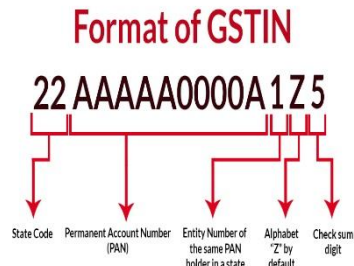 Format of GSTIN
22 AAAAA0000A 1 Z 5
State Code
Permanent Account Number
(PAN)
Entity Number of
the same PAN
holder in a state
Alphabet
"Z" by
default
Check sum
digit